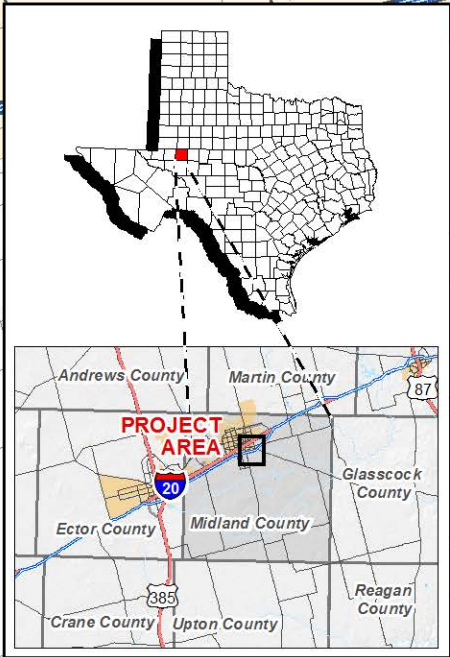 Andrews County
Martin County
87
PROJECT
AREA
20
Glasscock
County
Ector County
Midland County
385
Reagan
County
Crane County
Upton County